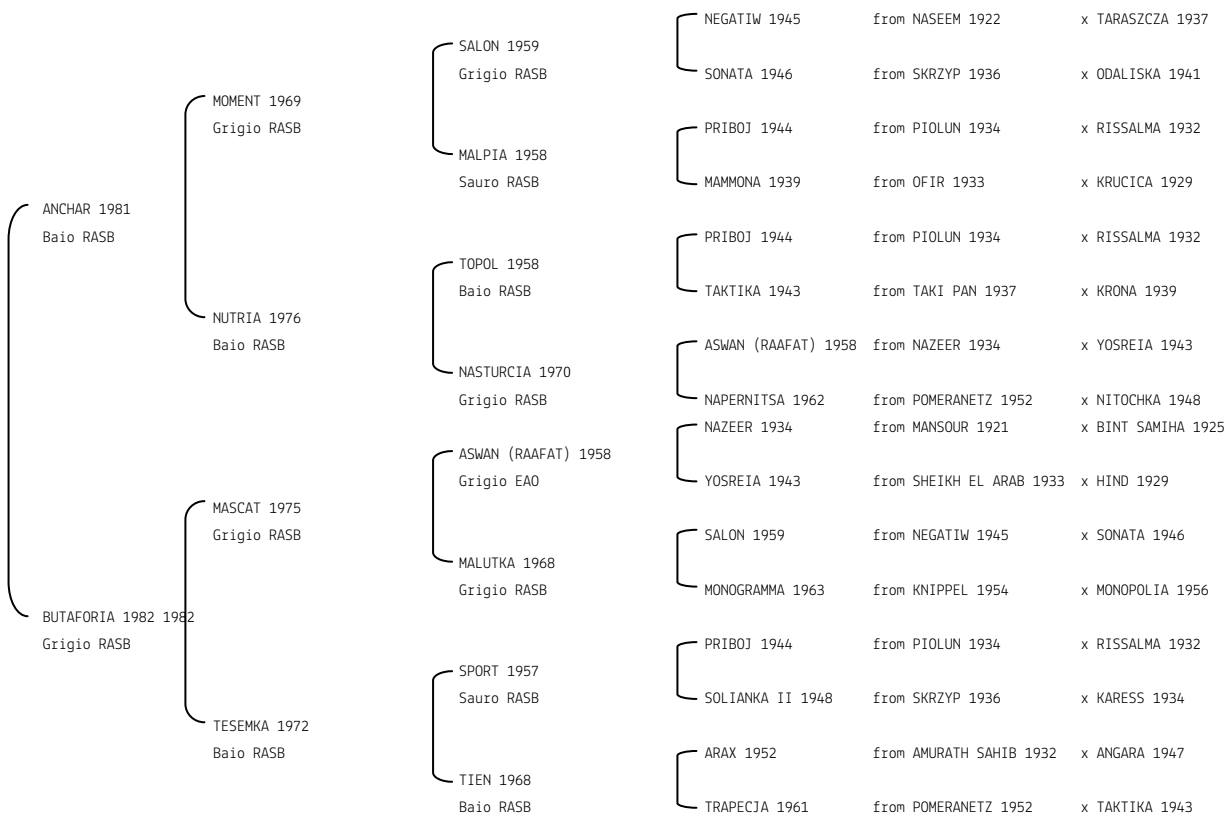 NEGATIW 1945 from NASEEM 1922 x TARASZCZA 1937
SALON 1959
Grigio RASB
SONATA 1946 from SKRZYP 1936 x ODALISKA 1941
MOMENT 1969
Grigio RASB
PRIBOJ 1944 from PIOLUN 1934 x RISSALMA 1932
MALPIA 1958
Sauro RASB
MAMMONA 1939 from OFIR 1933 x KRUCICA 1929
ANCHAR 1981
Baio RASB
PRIBOJ 1944 from PIOLUN 1934 x RISSALMA 1932
TOPOL 1958
Baio RASB
TAKTIKA 1943 from TAKI PAN 1937 x KRONA 1939
NUTRIA 1976
Baio RASB
ASWAN (RAAFAT) 1958 from NAZEER 1934 x YOSREIA 1943
NASTURCIA 1970
Grigio RASB
NAPERNITSA 1962 from POMERANETZ 1952 x NITOCHKA 1948
NAZEER 1934 from MANSOUR 1921 x BINT SAMIHA 1925
ASWAN (RAAFAT) 1958
Grigio EAO
YOSREIA 1943 from SHEIKH EL ARAB 1933 x HIND 1929
MASCAT 1975
Grigio RASB
SALON 1959 from NEGATIW 1945 x SONATA 1946
MALUTKA 1968
Grigio RASB
MONOGRAMMA 1963 from KNIPPEL 1954 x MONOPOLIA 1956
BUTAFORIA 1982 1982
Grigio RASB
PRIBOJ 1944 from PIOLUN 1934 x RISSALMA 1932
SPORT 1957
Sauro RASB
SOLIANKA II 1948 from SKRZYP 1936 x KARESS 1934
TESEMKA 1972
Baio RASB
ARAX 1952 from AMURATH SAHIB 1932 x ANGARA 1947
TIEN 1968
Baio RASB
TRAPECJA 1961 from POMERANETZ 1952 x TAKTIKA 1943